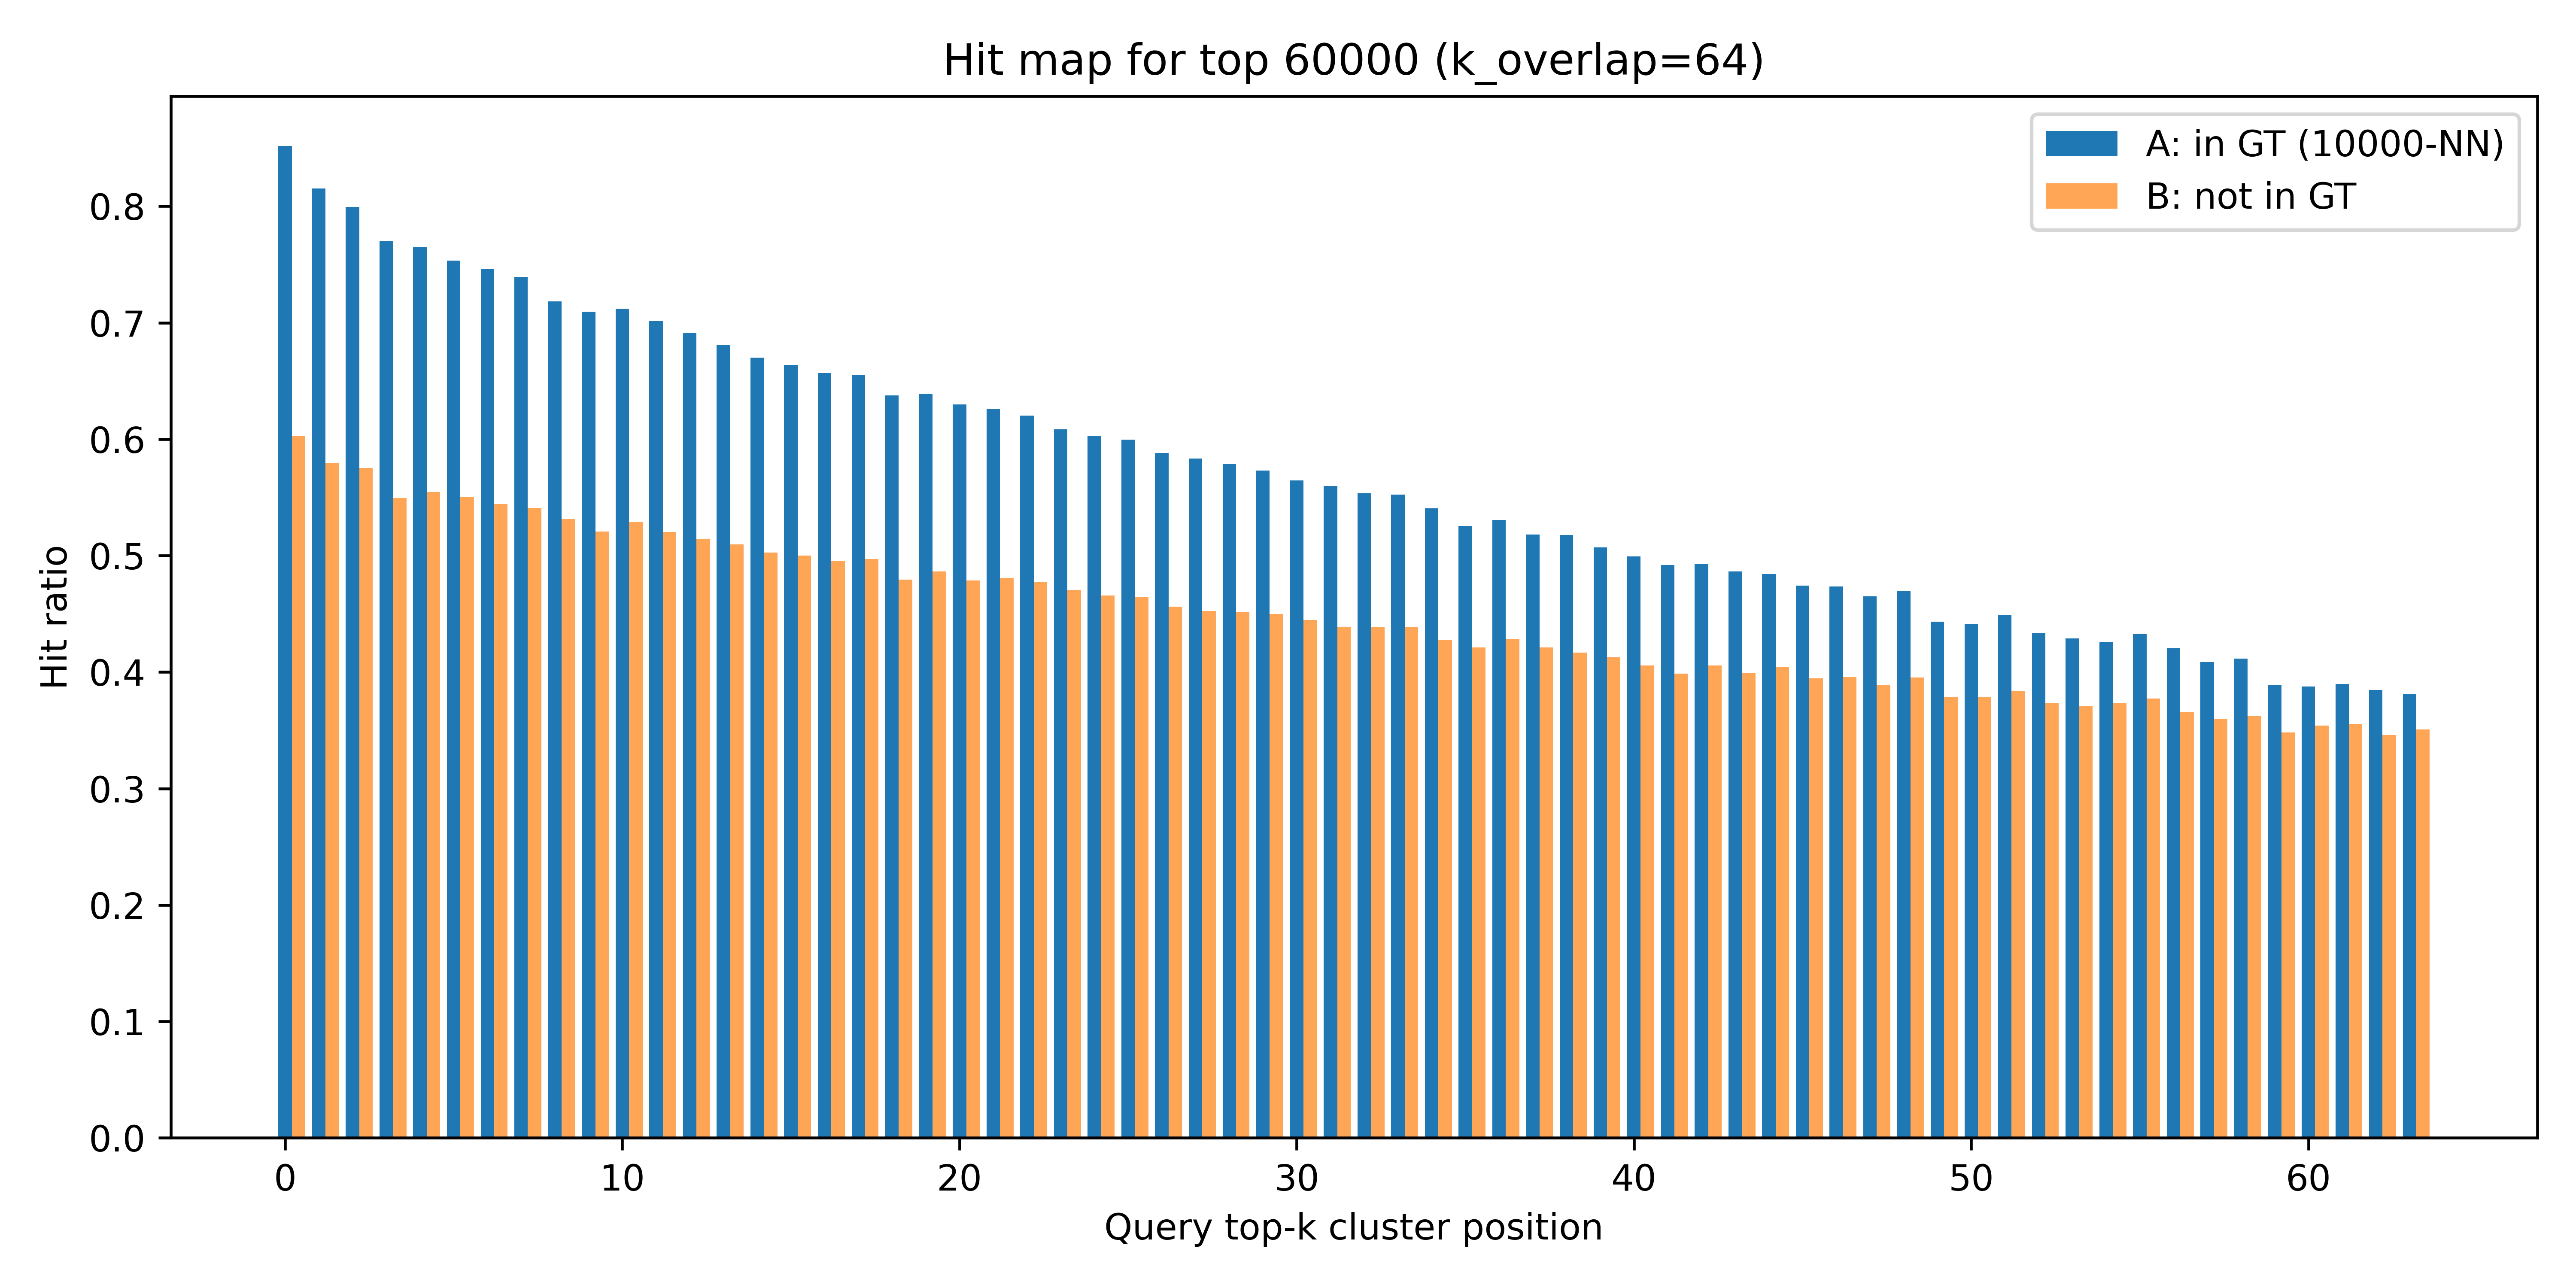 Hit map for top 60000 (k_overlap=64)
A: in GT (10000-NN)
B: not in GT
Hit ratio
0.8
0.7
0.6
0.5
0.4
0.3
0.2
0.1
0.0
0 10 20 30 40 50 60
Query top-k cluster position